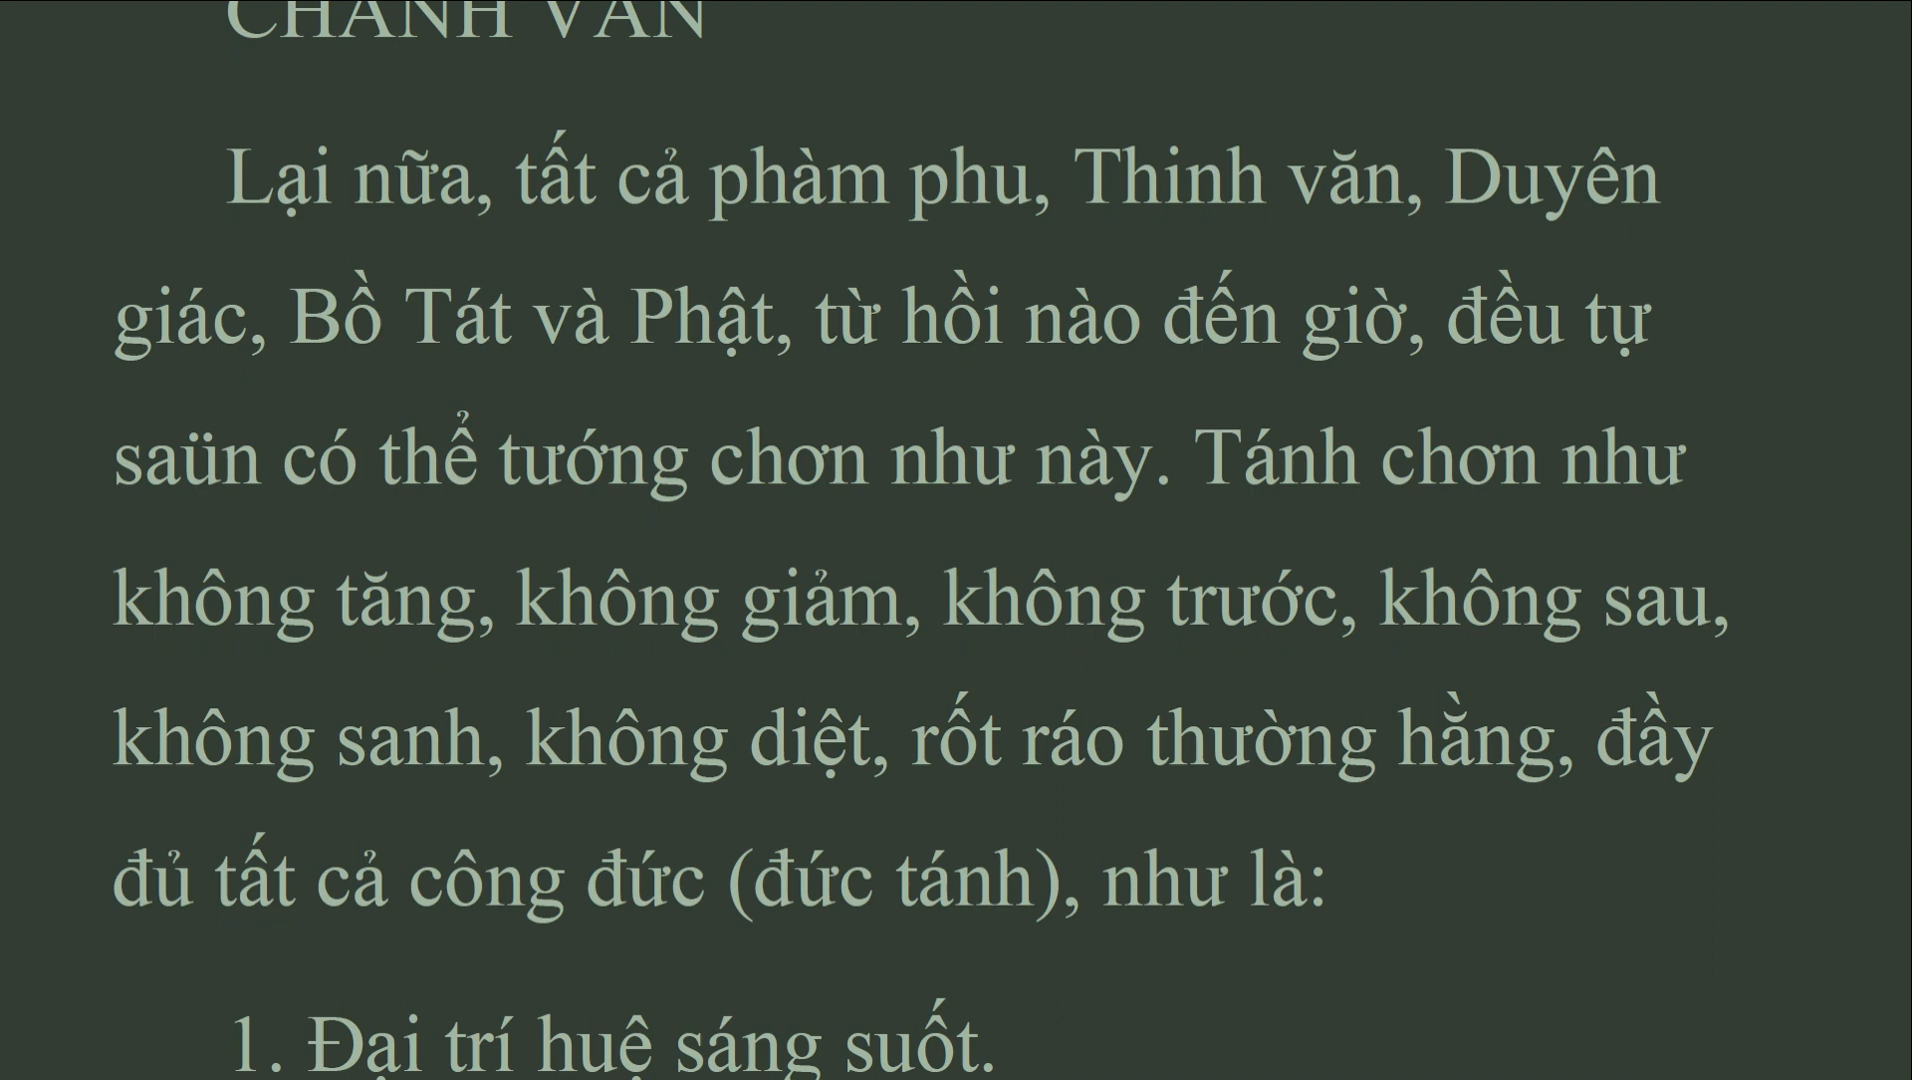 CHÁNH VĂN
Lại nữa, tất cả phàm phu, Thinh văn, Duyên
giác, Bồ Tát và Phật, từ hồi nào đến giờ, đều tự
saün có thể tướng chơn như này. Tánh chơn như
không tăng, không giảm, không trước, không sau,
không sanh, không diệt, rốt ráo thường hằng, đầy
đủ tất cả công đức (đức tánh), như là:
1. Đại trí huệ sáng suốt.